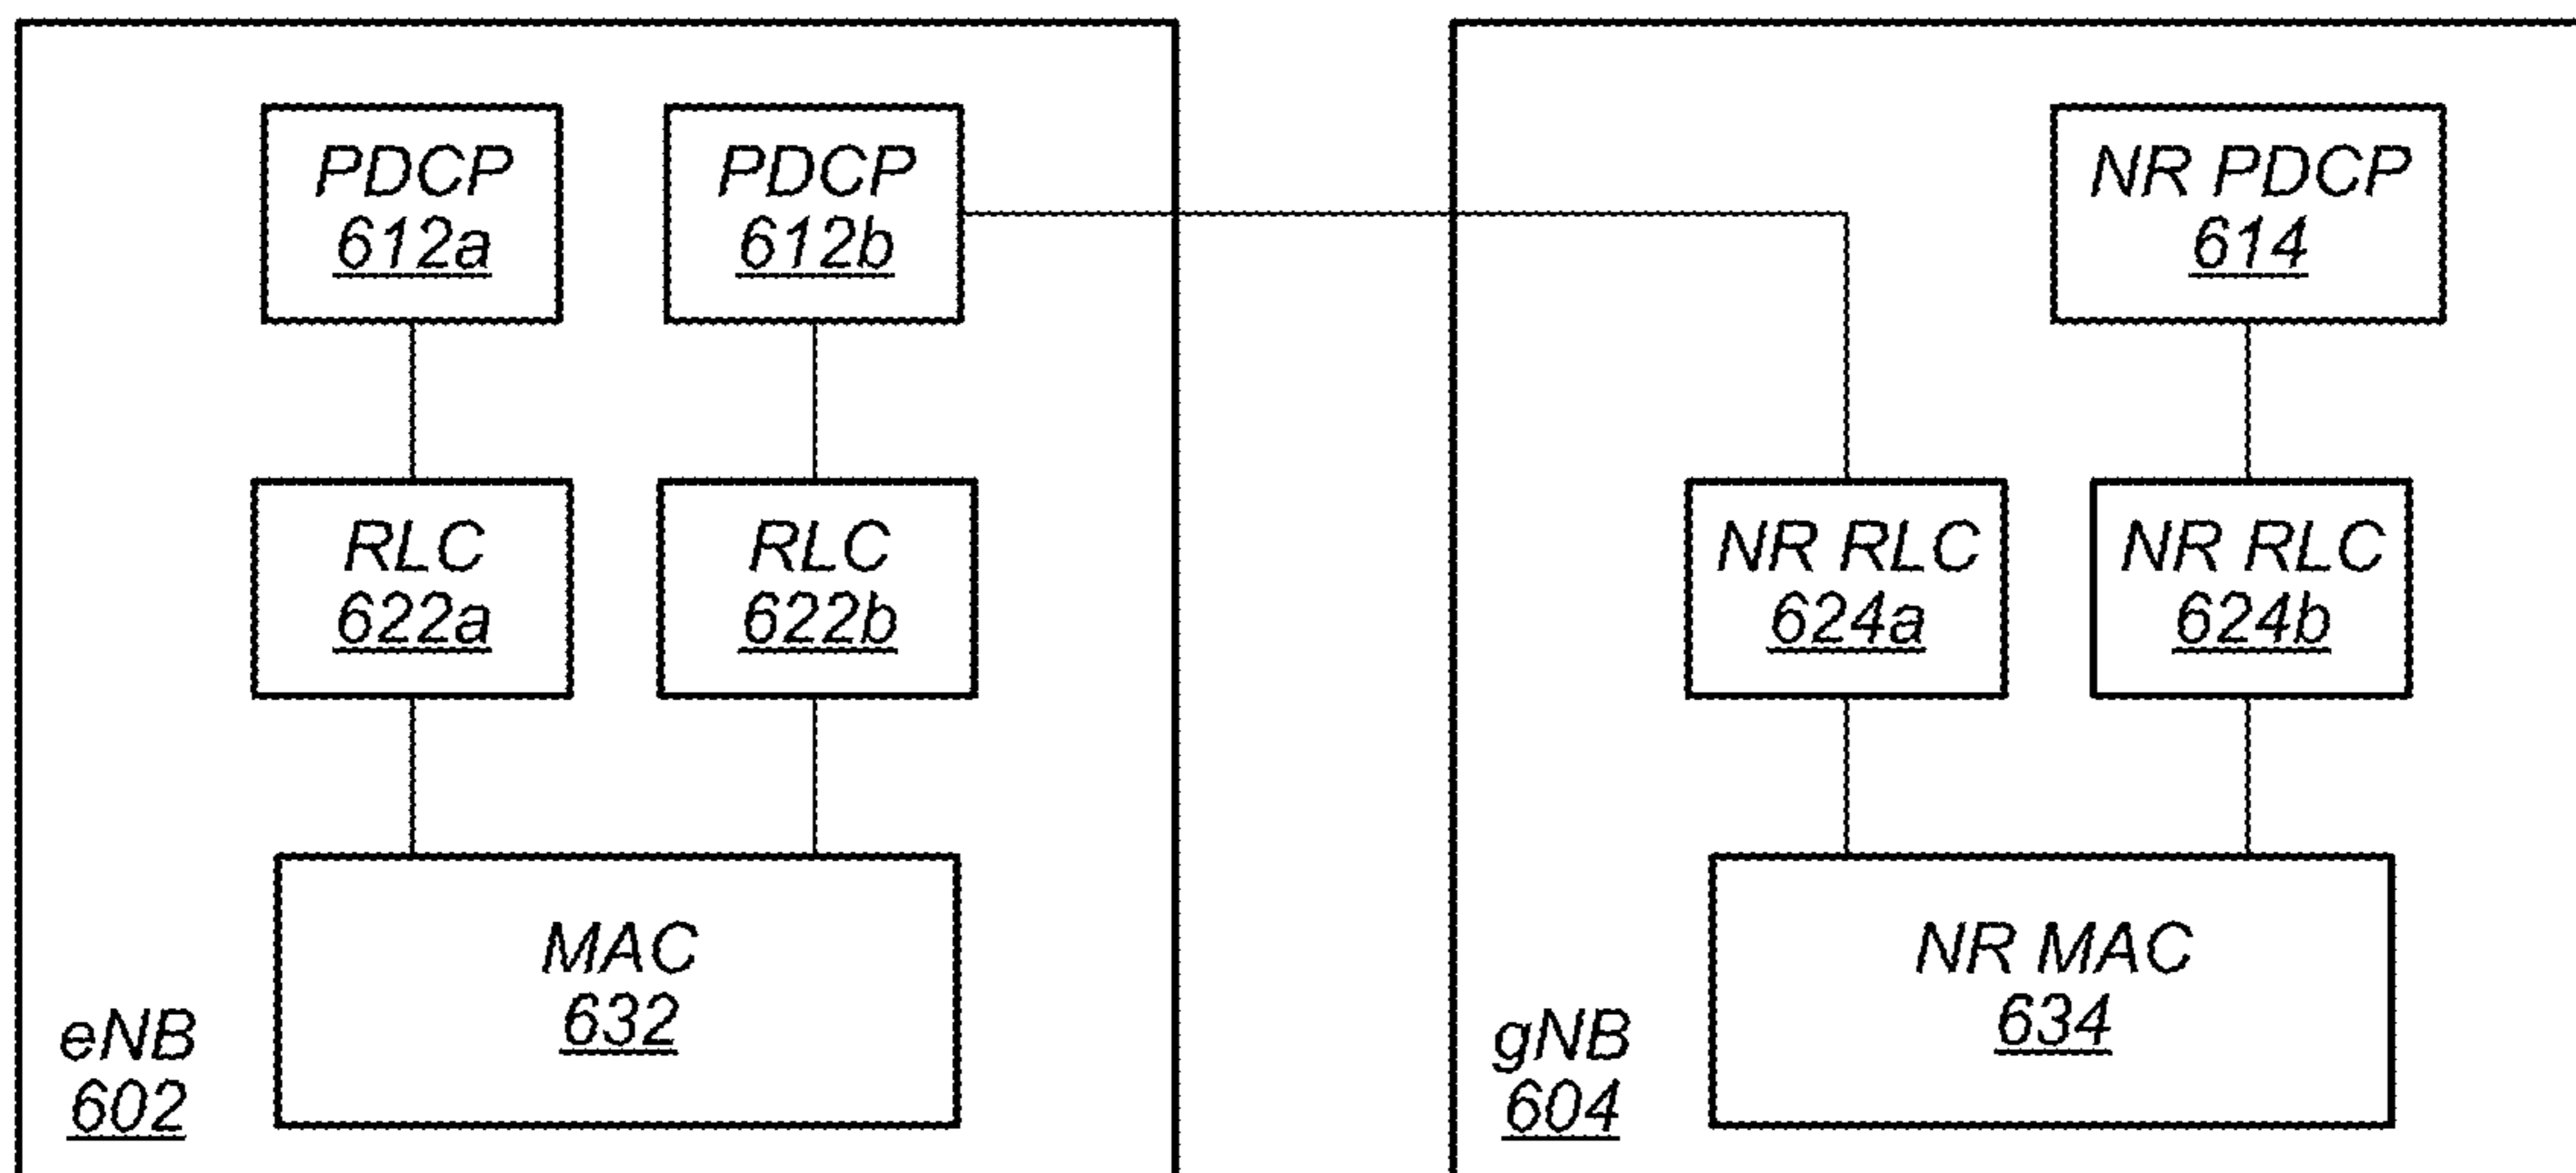 PDCP
612a
PDCP
612b
NR PDCP
614
RLC
622a
RLC
622b
NR RLC
624a
NR RLC
624b
MAC
632
NR MAC
634
eNB
602
gNB
604